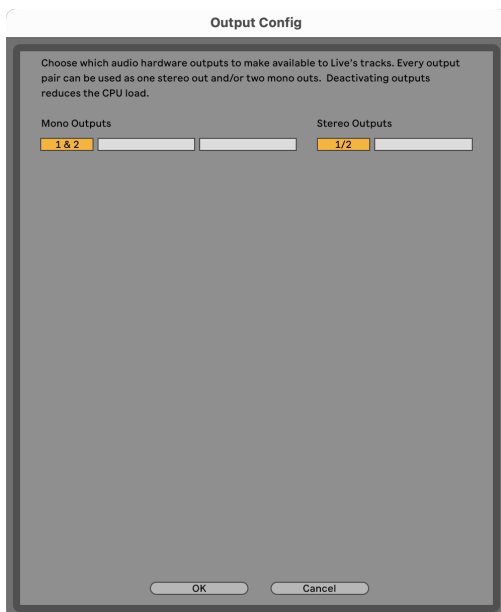 Output Config
Choose which audio hardware outputs to make available to Live's tracks. Every output
pair can be used as one stereo out and/or two mono outs.  Deactivating outputs
reduces the CPU load.
Mono Outputs
Stereo Outputs
1 & 2
1/2
OK
Cancel